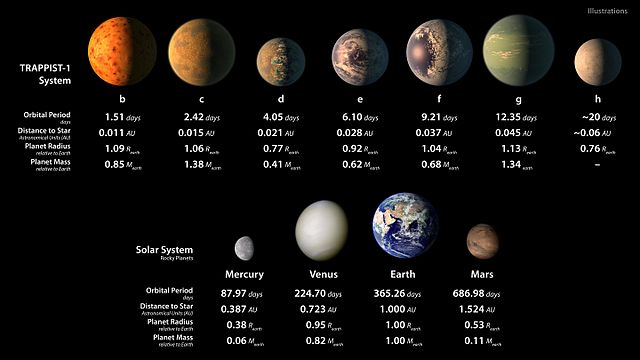 Illustrations
TRAPPIST-1
System
b c d e f g h
Orbital Period 1.51 days 2.42 days 4.05 days 6.10 days 9.21 days 12.35 days ~20 days
days
Distance to Star 0.011 AU 0.015 AU 0.021 AU 0.028 AU 0.037 AU 0.045 AU ~0.06 AU
Astronomical Units (AU)
Planet Radius 1.09 Rearth 1.06 Rearth 0.77 Rearth 0.92 Rearth 1.04 Rearth 1.13 Rearth 0.76 Rearth
relative to Earth
Planet Mass 0.85 Mearth 1.38 Mearth 0.41 Mearth 0.62 Mearth 0.68 Mearth 1.34 Mearth –
relative to Earth
Solar System
Rocky Planets
Mercury Venus Earth Mars
Orbital Period 87.97 days 224.70 days 365.26 days 686.98 days
days
Distance to Star 0.387 AU 0.723 AU 1.000 AU 1.524 AU
Astronomical Units (AU)
Planet Radius 0.38 Rearth 0.95 Rearth 1.00 Rearth 0.53 Rearth
relative to Earth
Planet Mass 0.06 Mearth 0.82 Mearth 1.00 Mearth 0.11 Mearth
relative to Earth